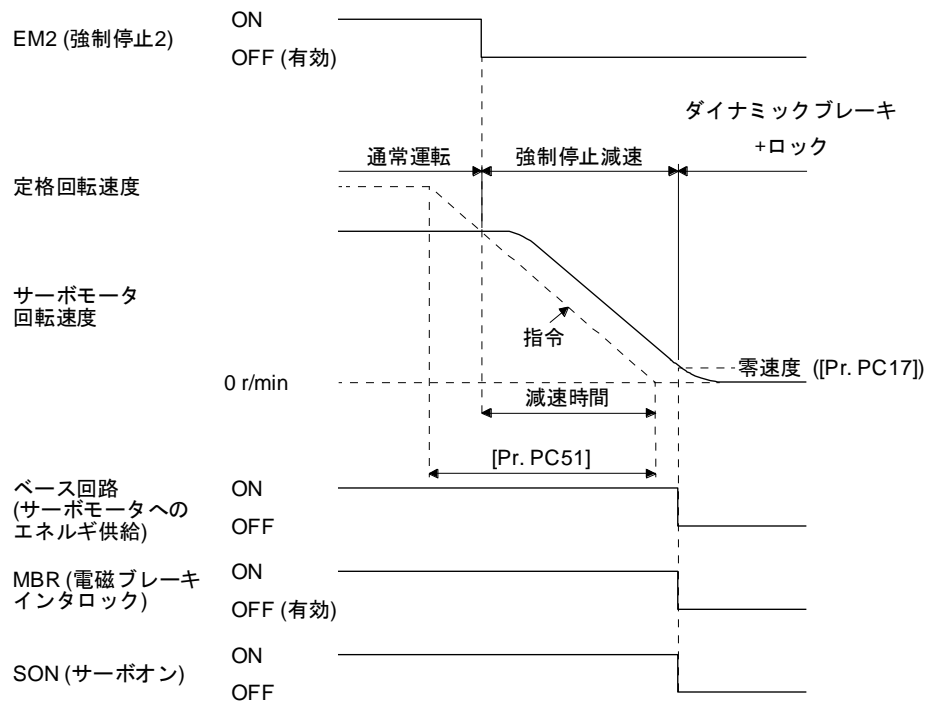 EM2 (強制停止2)
ON
OFF (有効)
ダイナミックブレーキ
+ロック
通常運転
強制停止減速
定格回転速度
サーボモータ
回転速度
指令
零速度 ([Pr. PC17])
0 r/min
減速時間
[Pr. PC51]
ベース回路
(サーボモータへの
エネルギ供給)
ON
OFF
MBR (電磁ブレーキ
インタロック)
ON
OFF (有効)
SON (サーボオン)
ON
OFF